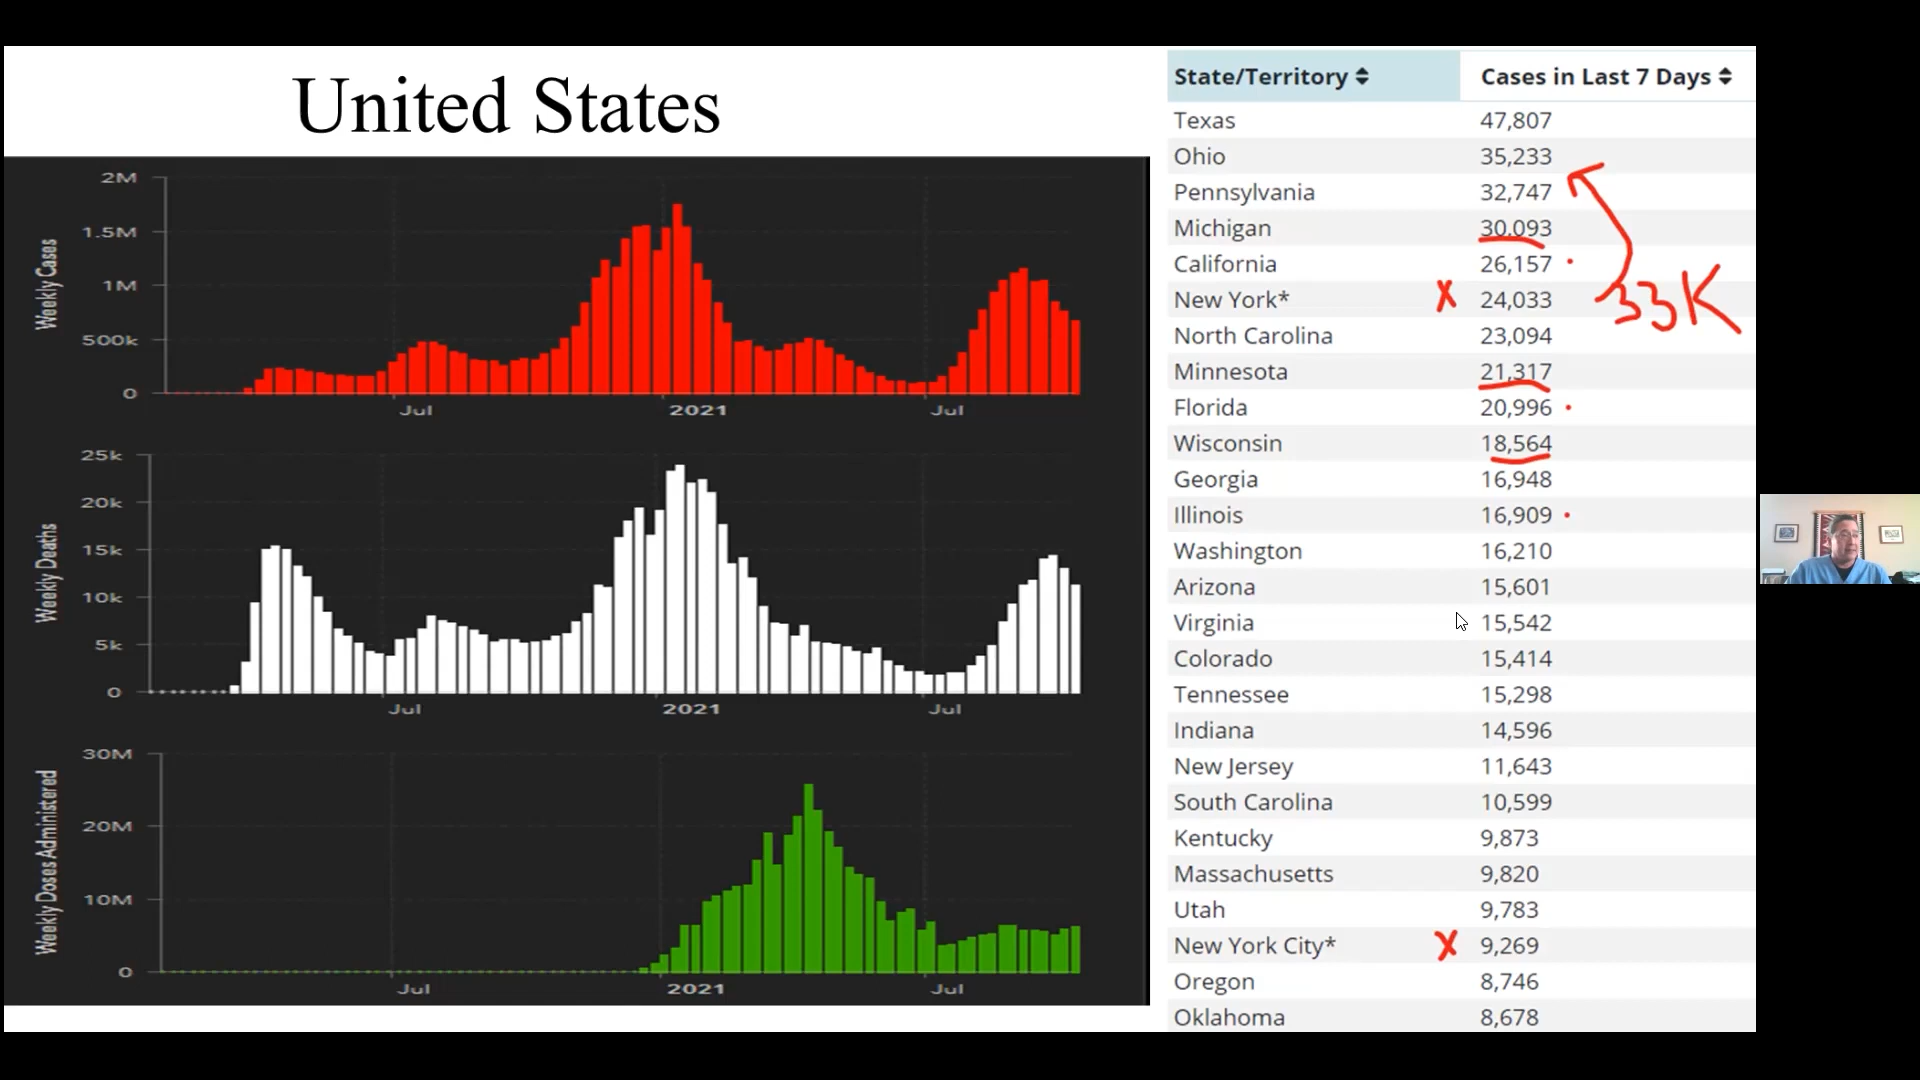 United States
2M
1.5M
1M
500k
0
Weekly Cases
Jul
2021
Jul
25k
20k
15k
10k
5k
0
Weekly Deaths
Jul
2021
Jul
30M
20M
10M
0
Weekly Doses Administered
Jul
2021
Jul
State/Territory Cases in Last 7 Days
Texas 47,807
Ohio 35,233
Pennsylvania 32,747
Michigan 30,093
California 26,157
New York* X 24,033 33K
North Carolina 23,094
Minnesota 21,317
Florida 20,996
Wisconsin 18,564
Georgia 16,948
Illinois 16,909
Washington 16,210
Arizona 15,601
Virginia 15,542
Colorado 15,414
Tennessee 15,298
Indiana 14,596
New Jersey 11,643
South Carolina 10,599
Kentucky 9,873
Massachusetts 9,820
Utah 9,783
New York City* X 9,269
Oregon 8,746
Oklahoma 8,678